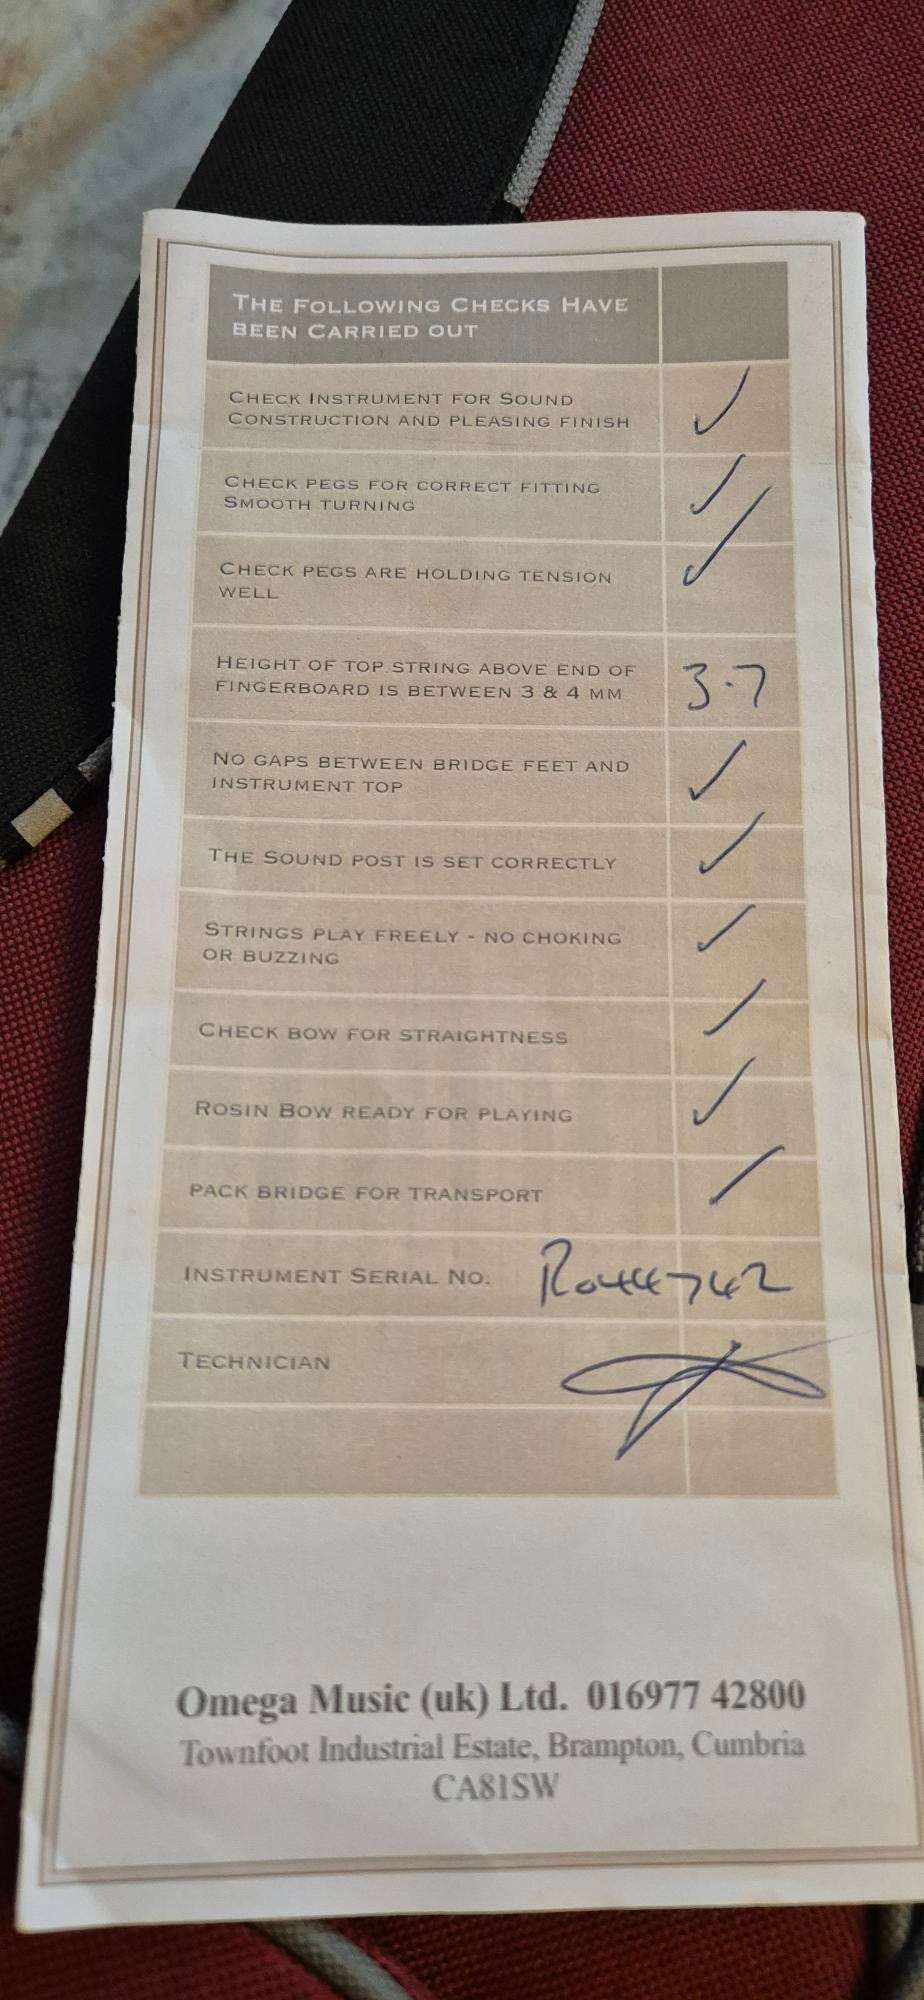 THE FOLLOWING CHECKS HAVE
BEEN CARRIED OUT
CHECK INSTRUMENT FOR SOUND
CONSTRUCTION AND PLEASING FINISH
CHECK PEGS FOR CORRECT FITTING
SMOOTH TURNING
CHECK PEGS ARE HOLDING TENSION
WELL
HEIGHT OF TOP STRING ABOVE END OF
FINGERBOARD IS BETWEEN 3 & 4 MM 3.7
NO GAPS BETWEEN BRIDGE FEET AND
INSTRUMENT TOP
THE SOUND POST IS SET CORRECTLY
STRINGS PLAY FREELY - NO CHOKING
OR BUZZING
CHECK BOW FOR STRAIGHTNESS
ROSIN BOW READY FOR PLAYING
PACK BRIDGE FOR TRANSPORT
INSTRUMENT SERIAL NO.
TECHNICIAN
Omega Music (uk) Ltd. 016977 42800
Townfoot Industrial Estate, Brampton, Cumbria
CA81SW